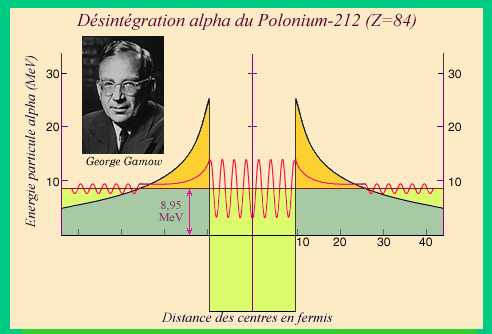 Désintégration alpha du Polonium-212 (Z=84)
Energie particule alpha (MeV)
30
20
10
30
20
10
George Gamow
8,95
MeV
10 20 30 40
Distance des centres en fermis